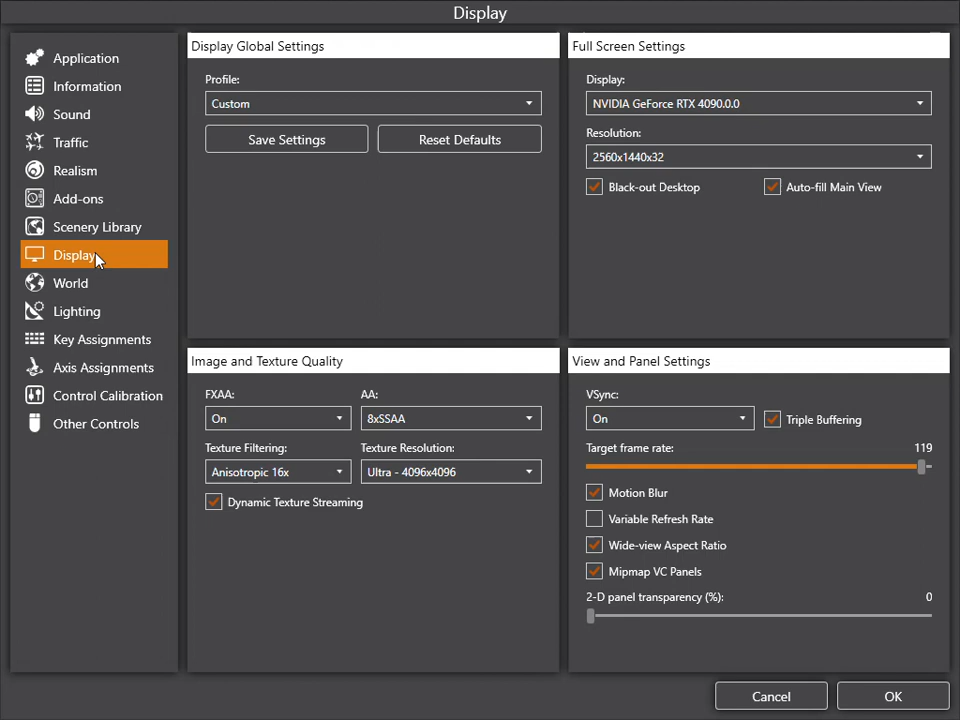 Display
Application
Information
Sound
Traffic
Realism
Add-ons
Scenery Library
Display
World
Lighting
Key Assignments
Axis Assignments
Control Calibration
Other Controls
Display Global Settings
Profile:
Custom
Save Settings
Reset Defaults
Full Screen Settings
Display:
NVIDIA GeForce RTX 4090.0.0
Resolution:
2560x1440x32
Black-out Desktop
Auto-fill Main View
Image and Texture Quality
FXAA:
AA:
On
8xSSAA
Texture Filtering:
Texture Resolution:
Anisotropic 16x
Ultra - 4096x4096
Dynamic Texture Streaming
View and Panel Settings
VSync:
On
Triple Buffering
Target frame rate:
119
Motion Blur
Variable Refresh Rate
Wide-view Aspect Ratio
Mipmap VC Panels
2-D panel transparency (%):
0
Cancel
OK